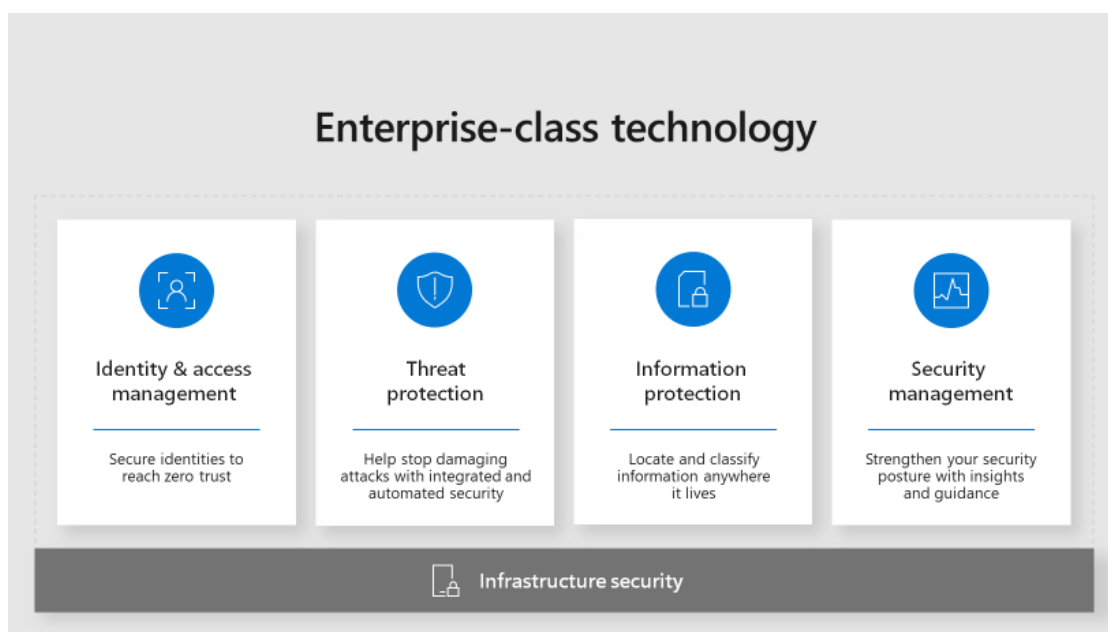 Enterprise-class technology
Identity & access
management
Secure identities to
reach zero trust
Threat
protection
Help stop damaging
attacks with integrated and
automated security
Information
protection
Locate and classify
information anywhere
it lives
Security
management
Strengthen your security
posture with insights
and guidance
Infrastructure security